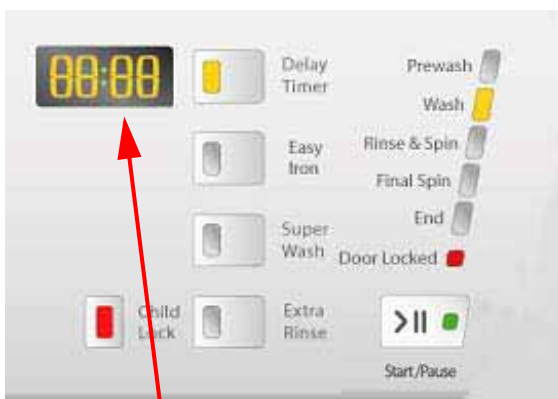 88:88
Delay
Timer
Prewash
Wash
Easy
Iron
Rinse & Spin
Final Spin
Super
Wash
End
Door Locked
Child
Lock
Extra
Rinse
>II
Start/Pause